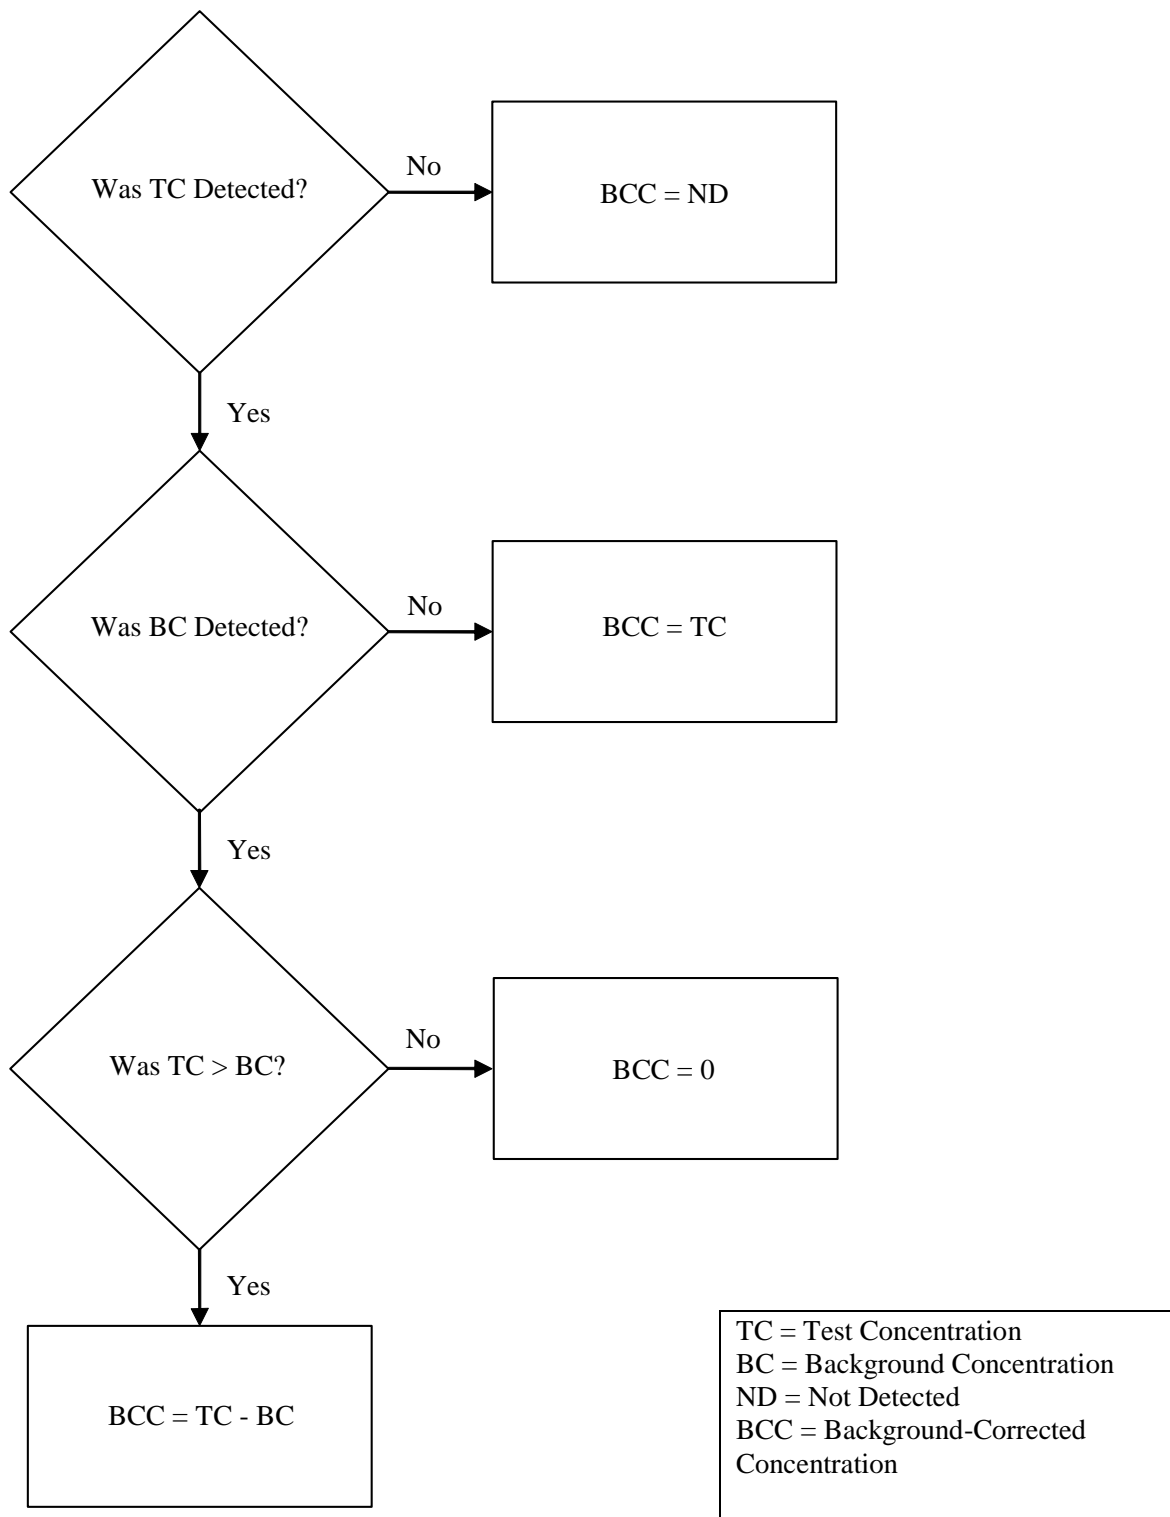 Was TC Detected?
No
BCC = ND
Yes
Was BC Detected?
No
BCC = TC
Yes
Was TC > BC?
No
BCC = 0
Yes
BCC = TC - BC
TC = Test Concentration
BC = Background Concentration
ND = Not Detected
BCC = Background-Corrected
Concentration